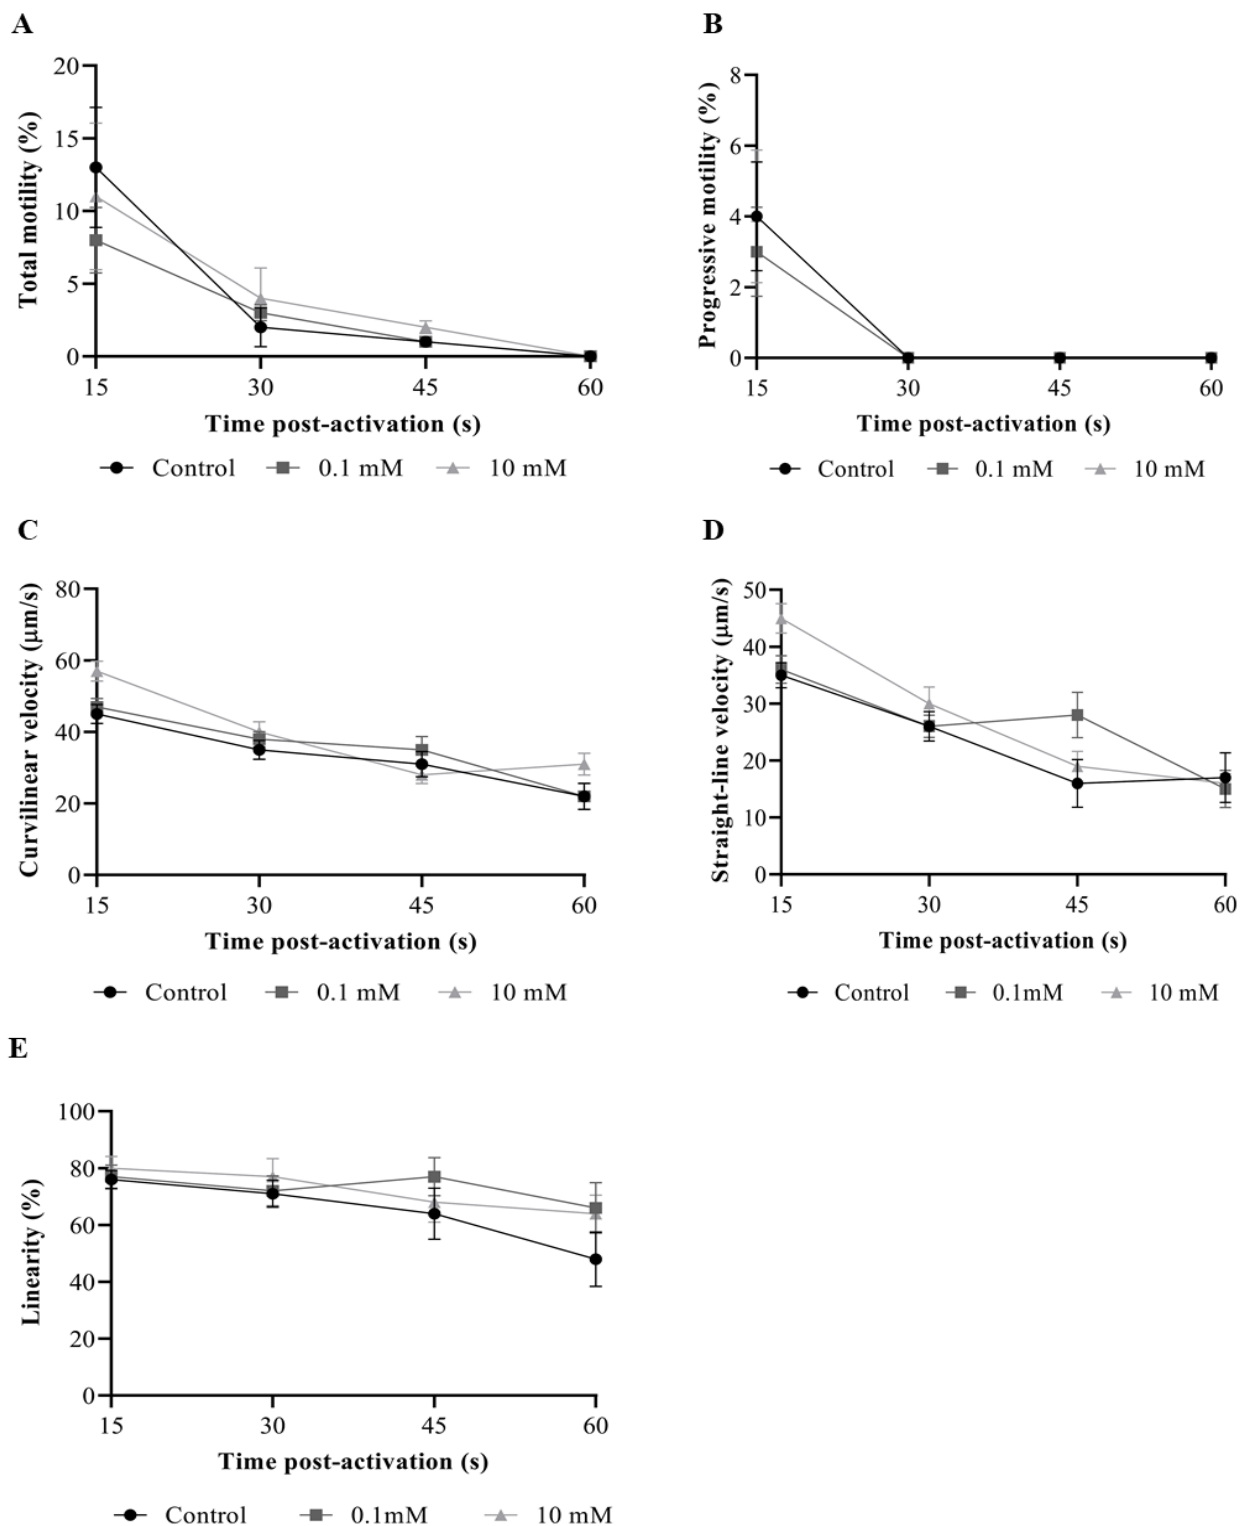 A
Total motility (%)
20
15
10
5
0
15 30 45 60
Time post-activation (s)
Control 0.1 mM 10 mM
B
Progressive motility (%)
8
6
4
2
0
15 30 45 60
Time post-activation (s)
Control 0.1 mM 10 mM
C
Curvilinear velocity (µm/s)
80
60
40
20
0
15 30 45 60
Time post-activation (s)
Control 0.1 mM 10 mM
D
Straight-line velocity (µm/s)
50
40
30
20
10
0
15 30 45 60
Time post-activation (s)
Control 0.1mM 10 mM
E
Linearity (%)
100
80
60
40
20
0
15 30 45 60
Time post-activation (s)
Control 0.1mM 10 mM